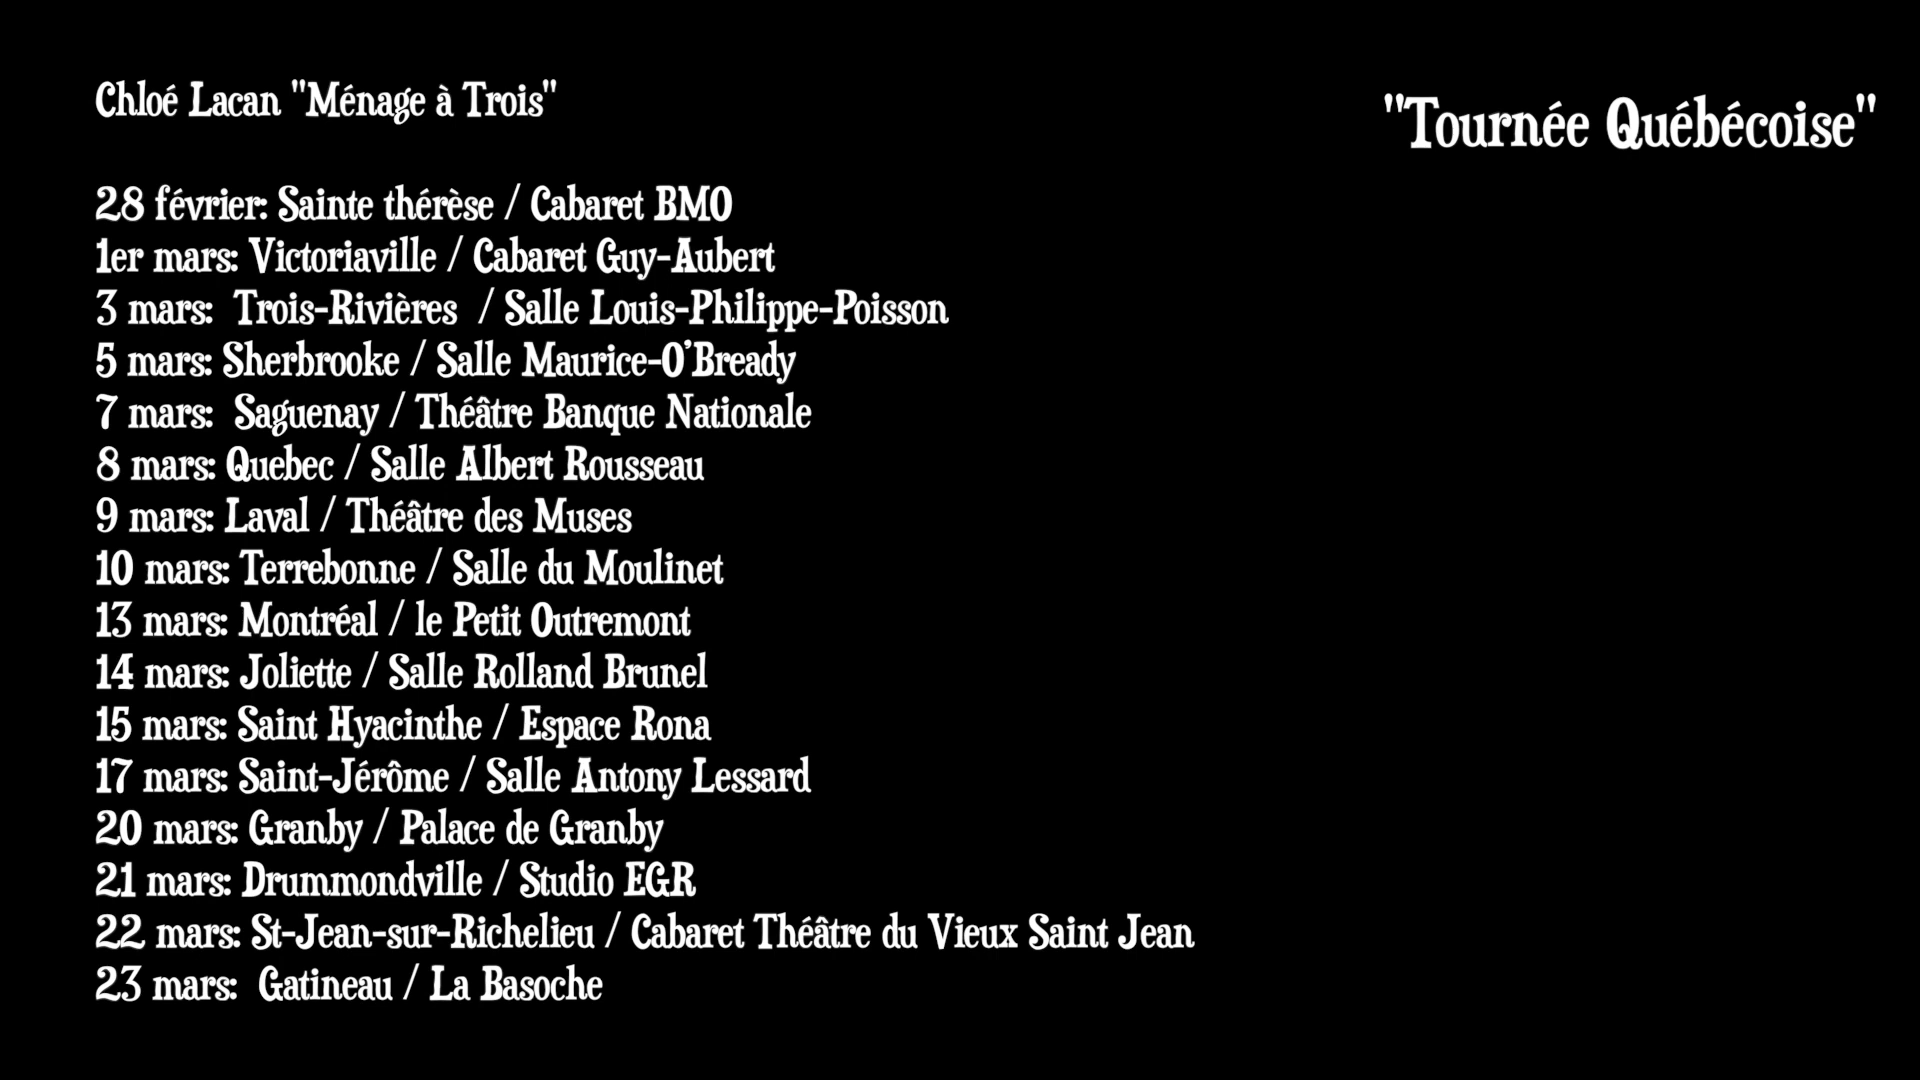 Chloé Lacan "Ménage à Trois"
"Tournée Québécoise"
28 février: Sainte thérèse / Cabaret BMO
1er mars: Victoriaville / Cabaret Guy-Aubert
3 mars:  Trois-Rivières  / Salle Louis-Philippe-Poisson
5 mars: Sherbrooke / Salle Maurice-O'Bready
7 mars:  Saguenay / Théâtre Banque Nationale
8 mars: Quebec / Salle Albert Rousseau
9 mars: Laval / Théâtre des Muses
10 mars: Terrebonne / Salle du Moulinet
13 mars: Montréal / le Petit Outremont
14 mars: Joliette / Salle Rolland Brunel
15 mars: Saint Hyacinthe / Espace Rona
17 mars: Saint-Jérôme / Salle Antony Lessard
20 mars: Granby / Palace de Granby
21 mars: Drummondville / Studio EGR
22 mars: St-Jean-sur-Richelieu / Cabaret Théâtre du Vieux Saint Jean
23 mars:  Gatineau / La Basoche